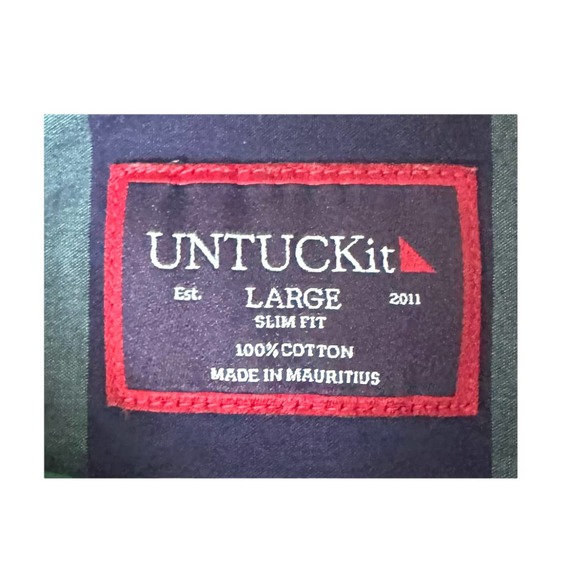 UNTUCKit
Est. LARGE 2011
SLIM FIT
100% COTTON
MADE IN MAURITIUS